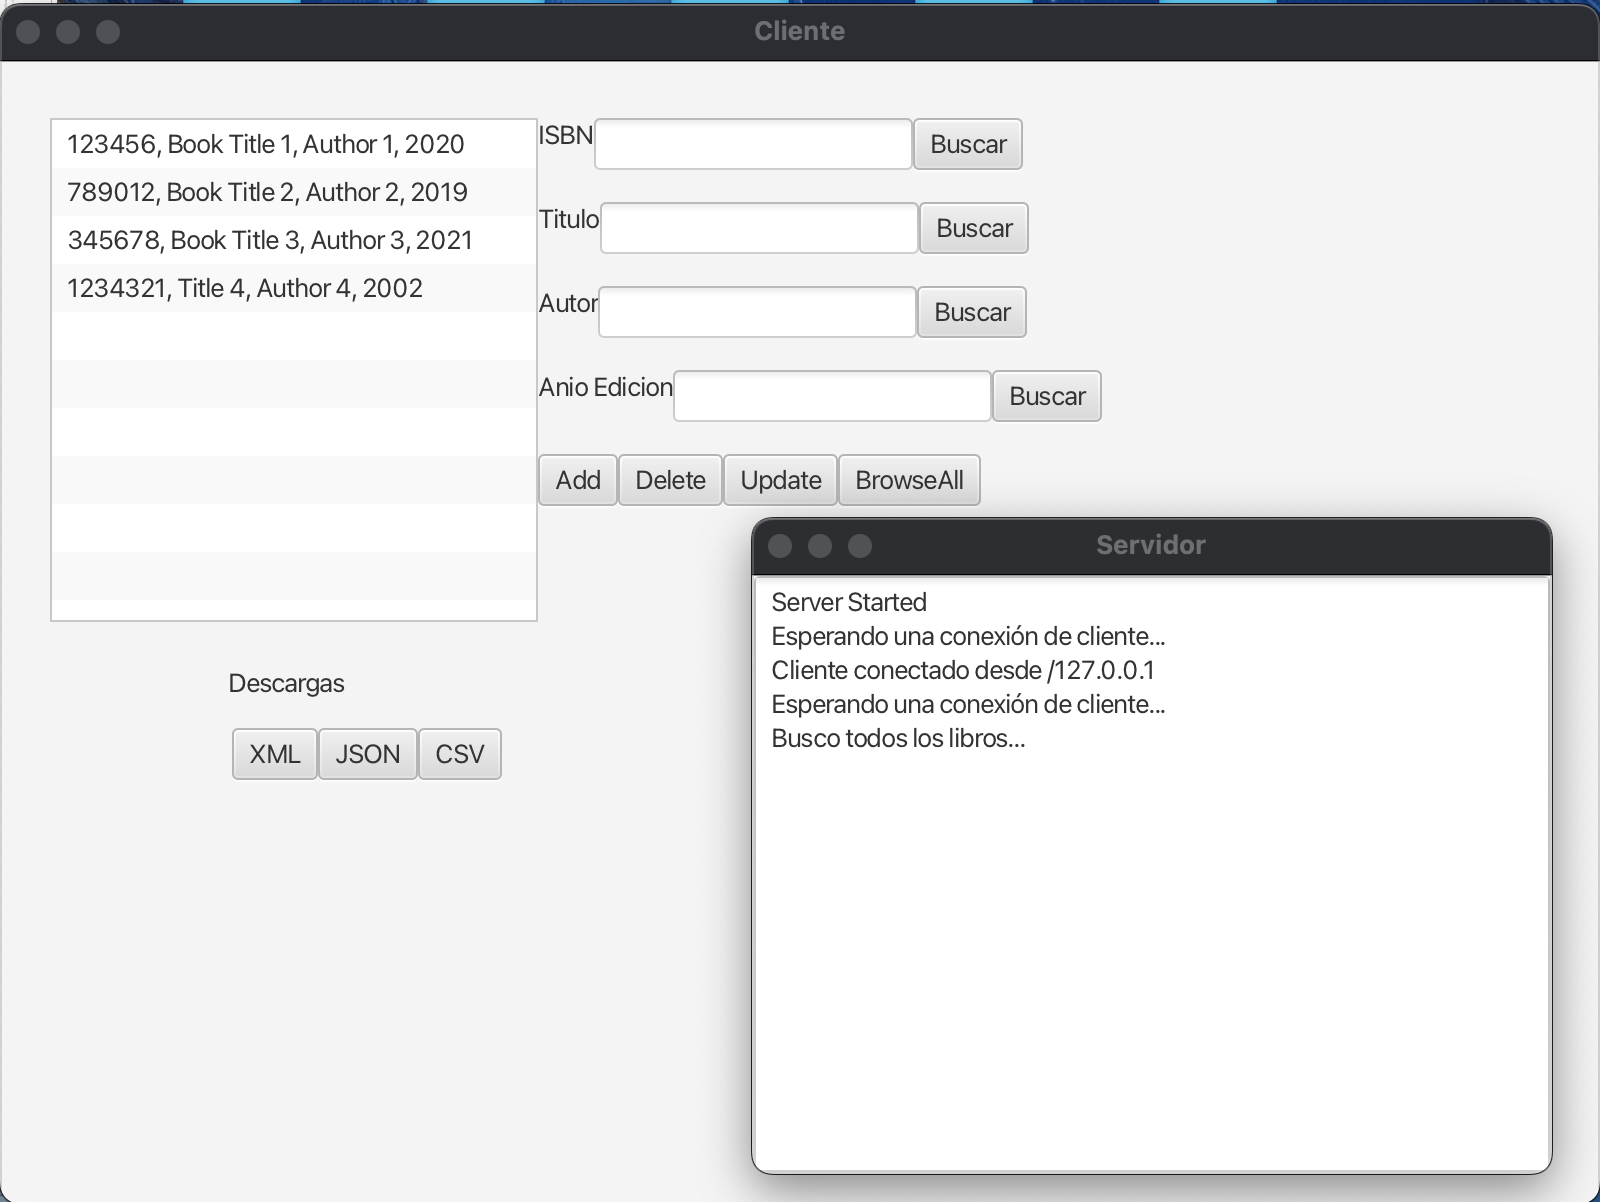 Cliente
123456, Book Title 1, Author 1, 2020
789012, Book Title 2, Author 2, 2019
345678, Book Title 3, Author 3, 2021
1234321, Title 4, Author 4, 2002
ISBN Buscar
Titulo Buscar
Autor Buscar
Anio Edicion Buscar
Add Delete Update BrowseAll
Descargas
XML JSON CSV
Servidor
Server Started
Esperando una conexión de cliente...
Cliente conectado desde /127.0.0.1
Esperando una conexión de cliente...
Busco todos los libros...